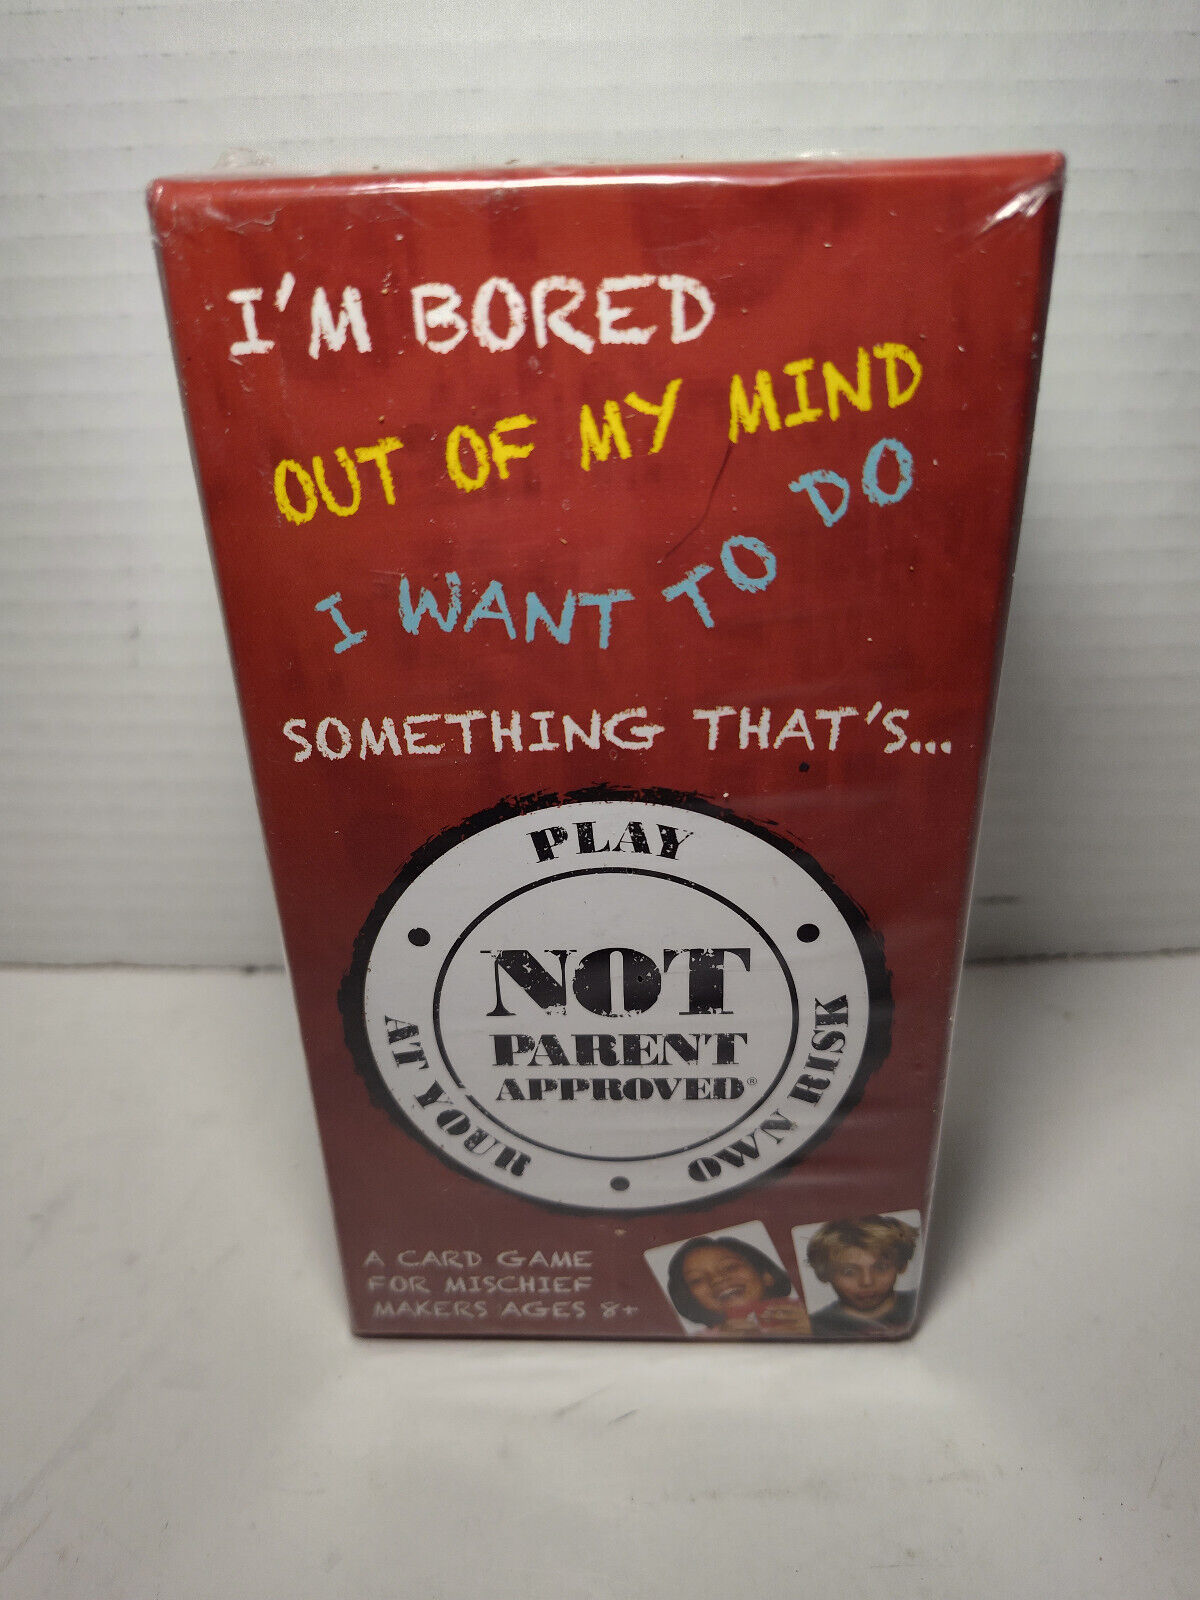 I'M BORED
OUT OF MY MIND
I WANT TO DO
SOMETHING THAT'S...
PLAY
AT YOUR
OWN RISK
NOT
PARENT
APPROVED®
A CARD GAME
FOR MISCHIEF
MAKERS AGES 8+